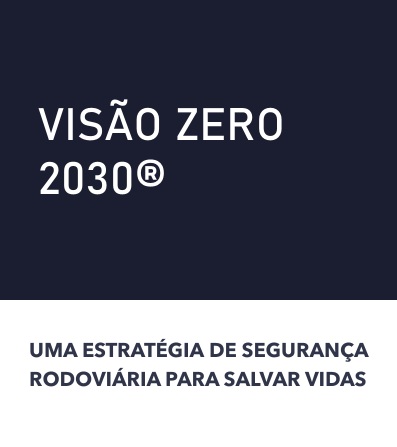 VISÃO ZERO
2030®
UMA ESTRATÉGIA DE SEGURANÇA
RODOVIÁRIA PARA SALVAR VIDAS